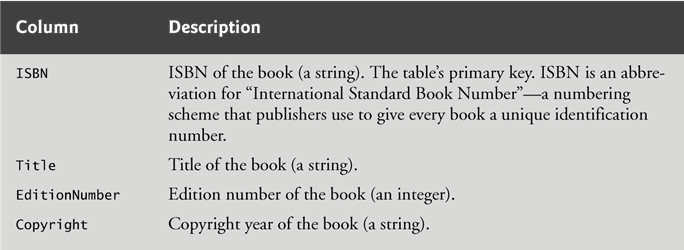 Column Description
ISBN ISBN of the book (a string). The table’s primary key. ISBN is an abbre-
viation for “International Standard Book Number”—a numbering
scheme that publishers use to give every book a unique identification
number.
Title Title of the book (a string).
EditionNumber Edition number of the book (an integer).
Copyright Copyright year of the book (a string).